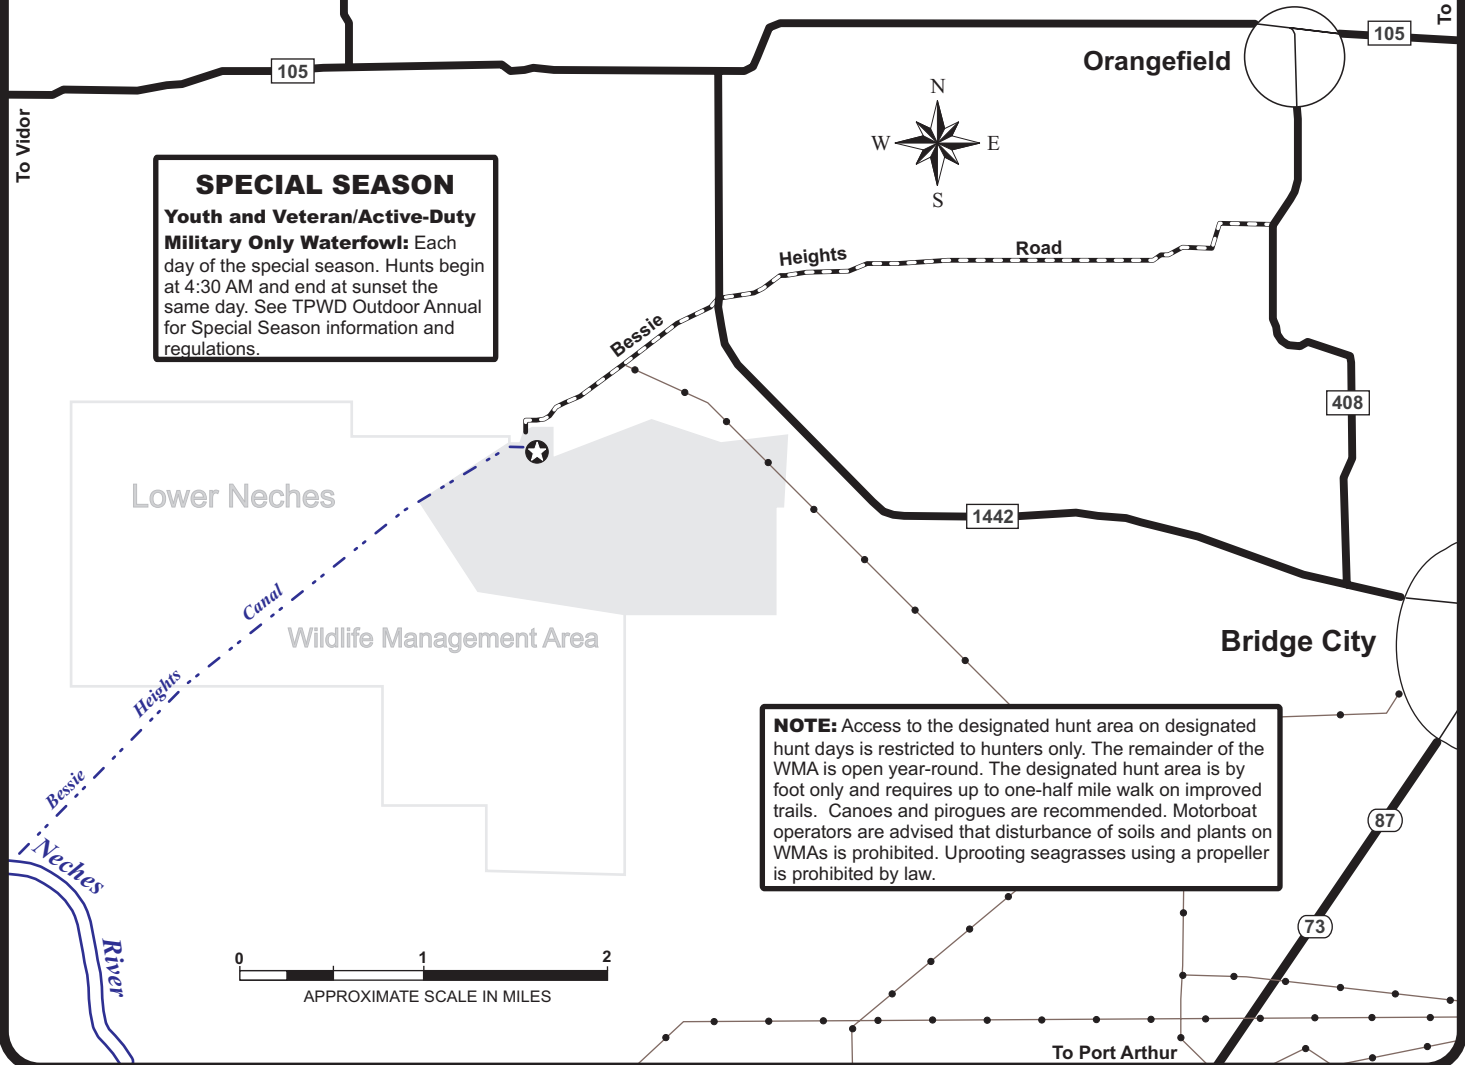 To
105
Orangefield
105
To Vidor
N
W
E
S
SPECIAL SEASON
Youth and Veteran/Active-Duty
Military Only Waterfowl: Each
day of the special season. Hunts begin
at 4:30 AM and end at sunset the
same day. See TPWD Outdoor Annual
for Special Season information and
regulations.
Bessie
Heights
Road
408
Lower Neches
1442
Canal
Wildlife Management Area
Bridge City
Heights
NOTE: Access to the designated hunt area on designated
hunt days is restricted to hunters only. The remainder of the
WMA is open year-round. The designated hunt area is by
foot only and requires up to one-half mile walk on improved
trails.  Canoes and pirogues are recommended. Motorboat
operators are advised that disturbance of soils and plants on
WMAs is prohibited. Uprooting seagrasses using a propeller
is prohibited by law.
Bessie
87
Neches
River
73
0 1 2
APPROXIMATE SCALE IN MILES
To Port Arthur